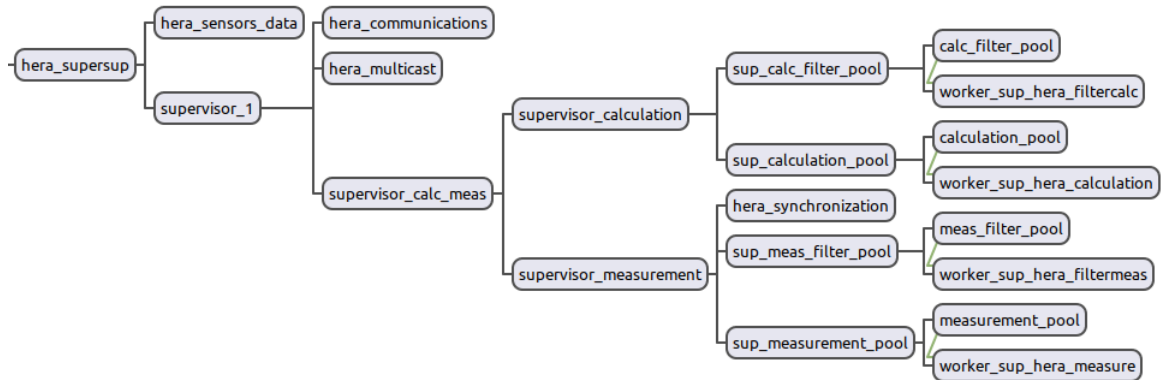 hera_supersup
hera_sensors_data
supervisor_1
hera_communications
hera_multicast
supervisor_calc_meas
supervisor_calculation
supervisor_measurement
sup_calc_filter_pool
sup_calculation_pool
hera_synchronization
sup_meas_filter_pool
sup_measurement_pool
calc_filter_pool
worker_sup_hera_filtercalc
calculation_pool
worker_sup_hera_calculation
meas_filter_pool
worker_sup_hera_filtermeas
measurement_pool
worker_sup_hera_measure